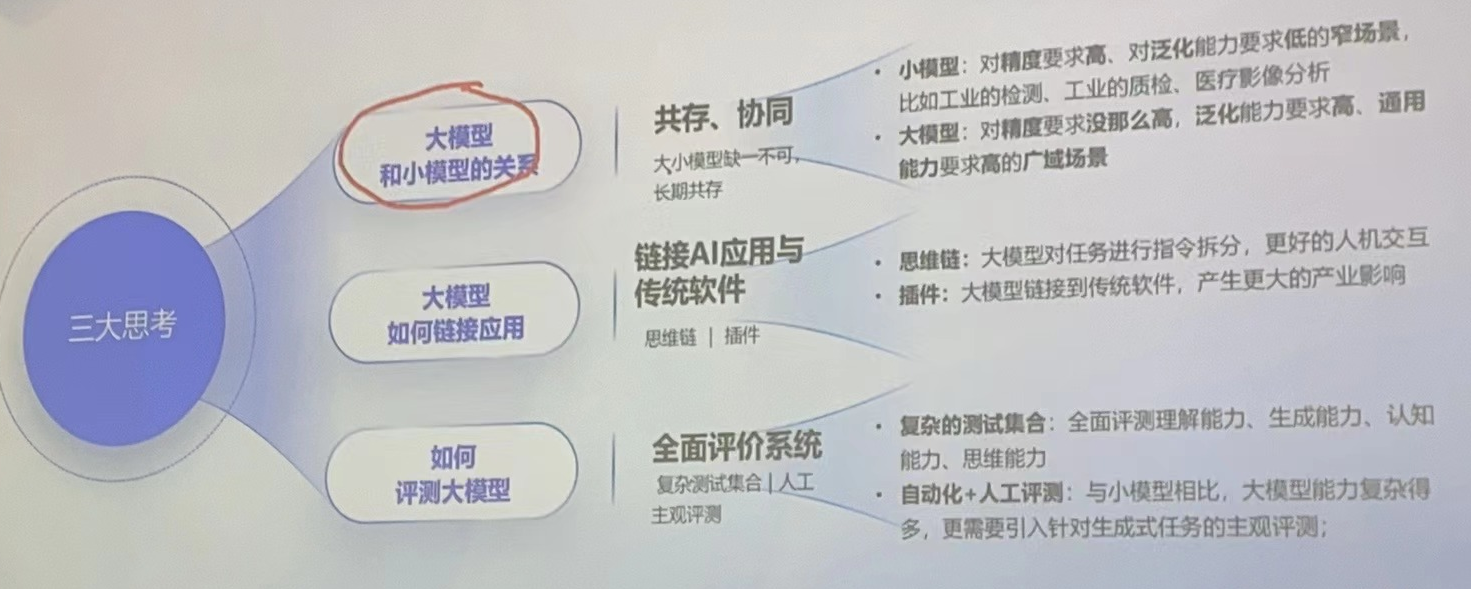 三大思考
大模型
和小模型的关系
共存、协同
大小模型缺一不可，
长期共存
• 小模型：对精度要求高、对泛化能力要求低的窄场景，
比如工业的检测、工业的质检、医疗影像分析
• 大模型：对精度要求没那么高，泛化能力要求高、通用
能力要求高的广域场景
大模型
如何链接应用
链接AI应用与
传统软件
思维链 | 插件
• 思维链：大模型对任务进行指令拆分，更好的人机交互
• 插件：大模型链接到传统软件，产生更大的产业影响
如何
评测大模型
全面评价系统
复杂测试集合 | 人工
主观评测
• 复杂的测试集合：全面评测理解能力、生成能力、认知
能力、思维能力
• 自动化+人工评测：与小模型相比，大模型能力复杂得
多，更需要引入针对生成式任务的主观评测；